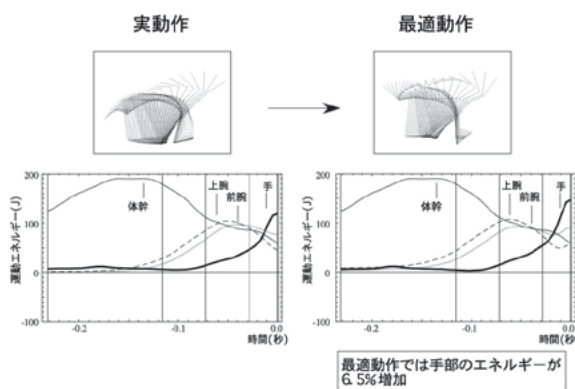 実動作
最適動作
運動エネルギー(J)
200
100
0
-100
体幹
上腕
前腕
手
-0.2
-0.1
0.0
時間(秒)
運動エネルギー(J)
200
100
0
-100
体幹
上腕
前腕
手
-0.2
-0.1
0.0
時間(秒)
最適動作では手部のエネルギーが
6.5%増加